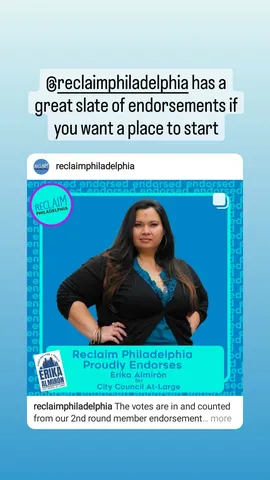 @reclaimphiladelphia has a
great slate of endorsements if
you want a place to start
reclaimphiladelphia
endorsed endorsed endorsed endorsed endorsed
RECLAIM
PHILADELPHIA
Reclaim Philadelphia
Proudly Endorses
Erika Almirón
for
City Council At-Large
ERIKA
ALMIRÓN
reclaimphiladelphia The votes are in and counted
from our 2nd round member endorsement... more